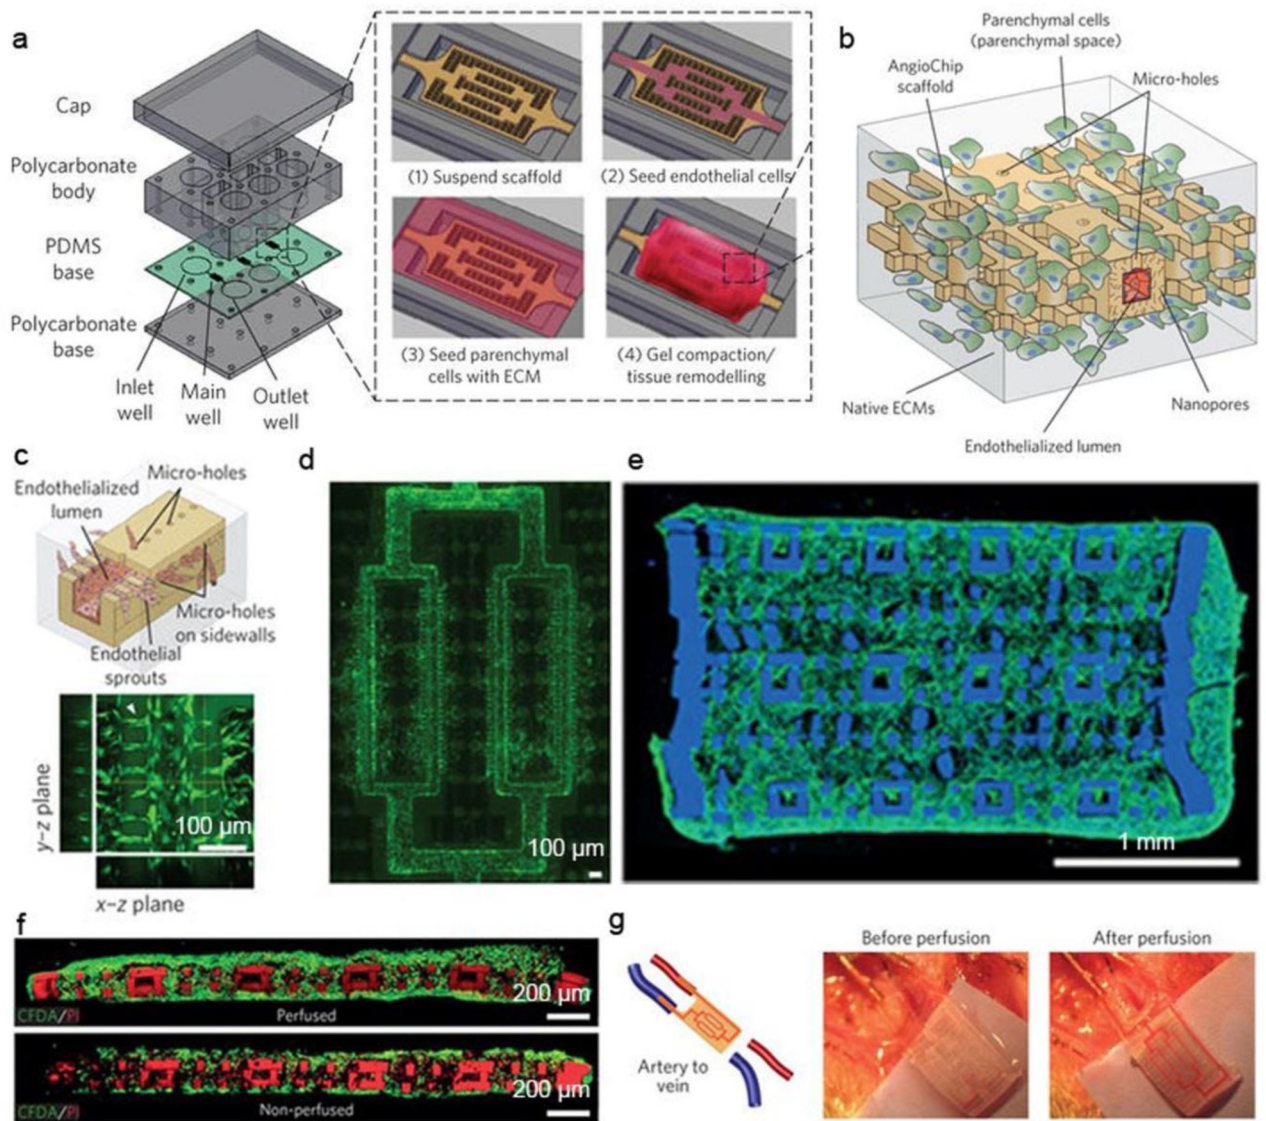 a
Cap
Polycarbonate
body
PDMS
base
Polycarbonate
base
Inlet
well
Main
well
Outlet
well
(1) Suspend scaffold
(2) Seed endothelial cells
(3) Seed parenchymal
cells with ECM
(4) Gel compaction/
tissue remodelling
b
Parenchymal cells
(parenchymal space)
AngioChip
scaffold
Micro-holes
Native ECMs
Nanopores
Endothelialized lumen
c
Micro-holes
Endothelialized
lumen
Micro-holes
on sidewalls
Endothelial
sprouts
y–z plane
100 µm
x–z plane
d
100 µm
e
1 mm
f
200 µm
CFDA/PI
Perfused
200 µm
CFDA/PI
Non-perfused
g
Artery to
vein
Before perfusion
After perfusion